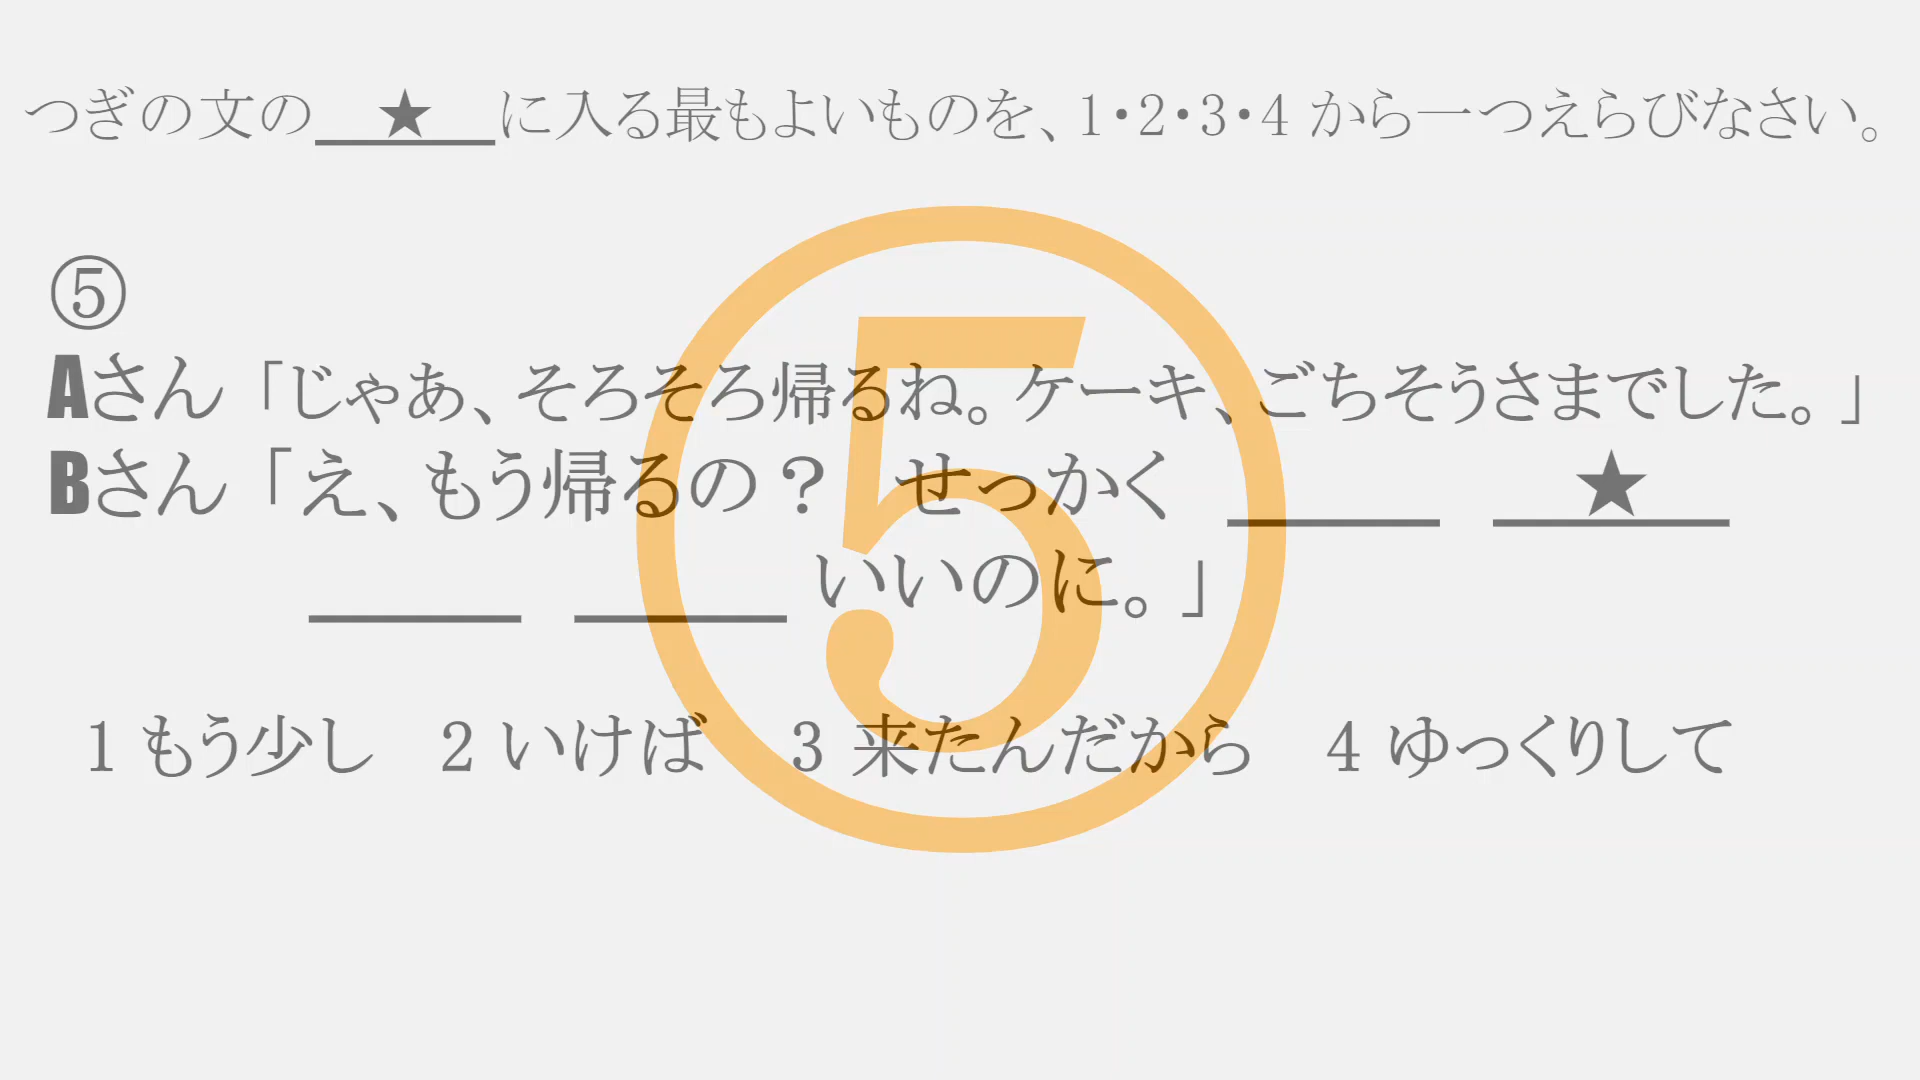 つぎの文の ★ に入る最もよいものを、1・2・3・4 から一つえらびなさい。
⑤
Aさん「じゃあ、そろそろ帰るね。ケーキ、ごちそうさまでした。」
Bさん「え、もう帰るの？ せっかく ____ __★__
____ ____ いいのに。」
1 もう少し 2 いけば 3 来たんだから 4 ゆっくりして
⑤